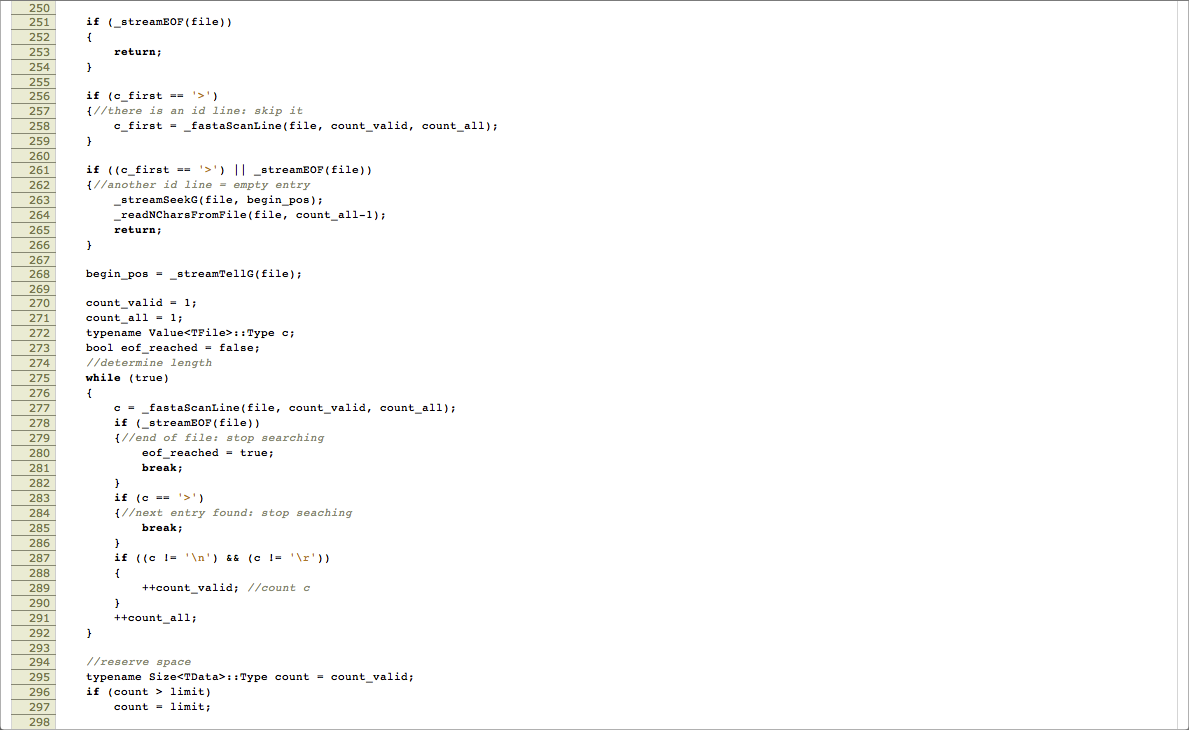 250
251 if (_streamEOF(file))
252 {
253 return;
254 }
255
256 if (c_first == '>')
257 {//there is an id line: skip it
258 c_first = _fastaScanLine(file, count_valid, count_all);
259 }
260
261 if ((c_first == '>') || _streamEOF(file))
262 {//another id line = empty entry
263 _streamSeekG(file, begin_pos);
264 _readNCharsFromFile(file, count_all-1);
265 return;
266 }
267
268 begin_pos = _streamTellG(file);
269
270 count_valid = 1;
271 count_all = 1;
272 typename Value<TFile>::Type c;
273 bool eof_reached = false;
274 //determine length
275 while (true)
276 {
277 c = _fastaScanLine(file, count_valid, count_all);
278 if (_streamEOF(file))
279 {//end of file: stop searching
280 eof_reached = true;
281 break;
282 }
283 if (c == '>')
284 {//next entry found: stop seaching
285 break;
286 }
287 if ((c != '\n') && (c != '\r'))
288 {
289 ++count_valid; //count c
290 }
291 ++count_all;
292 }
293
294 //reserve space
295 typename Size<TData>::Type count = count_valid;
296 if (count > limit)
297 count = limit;
298